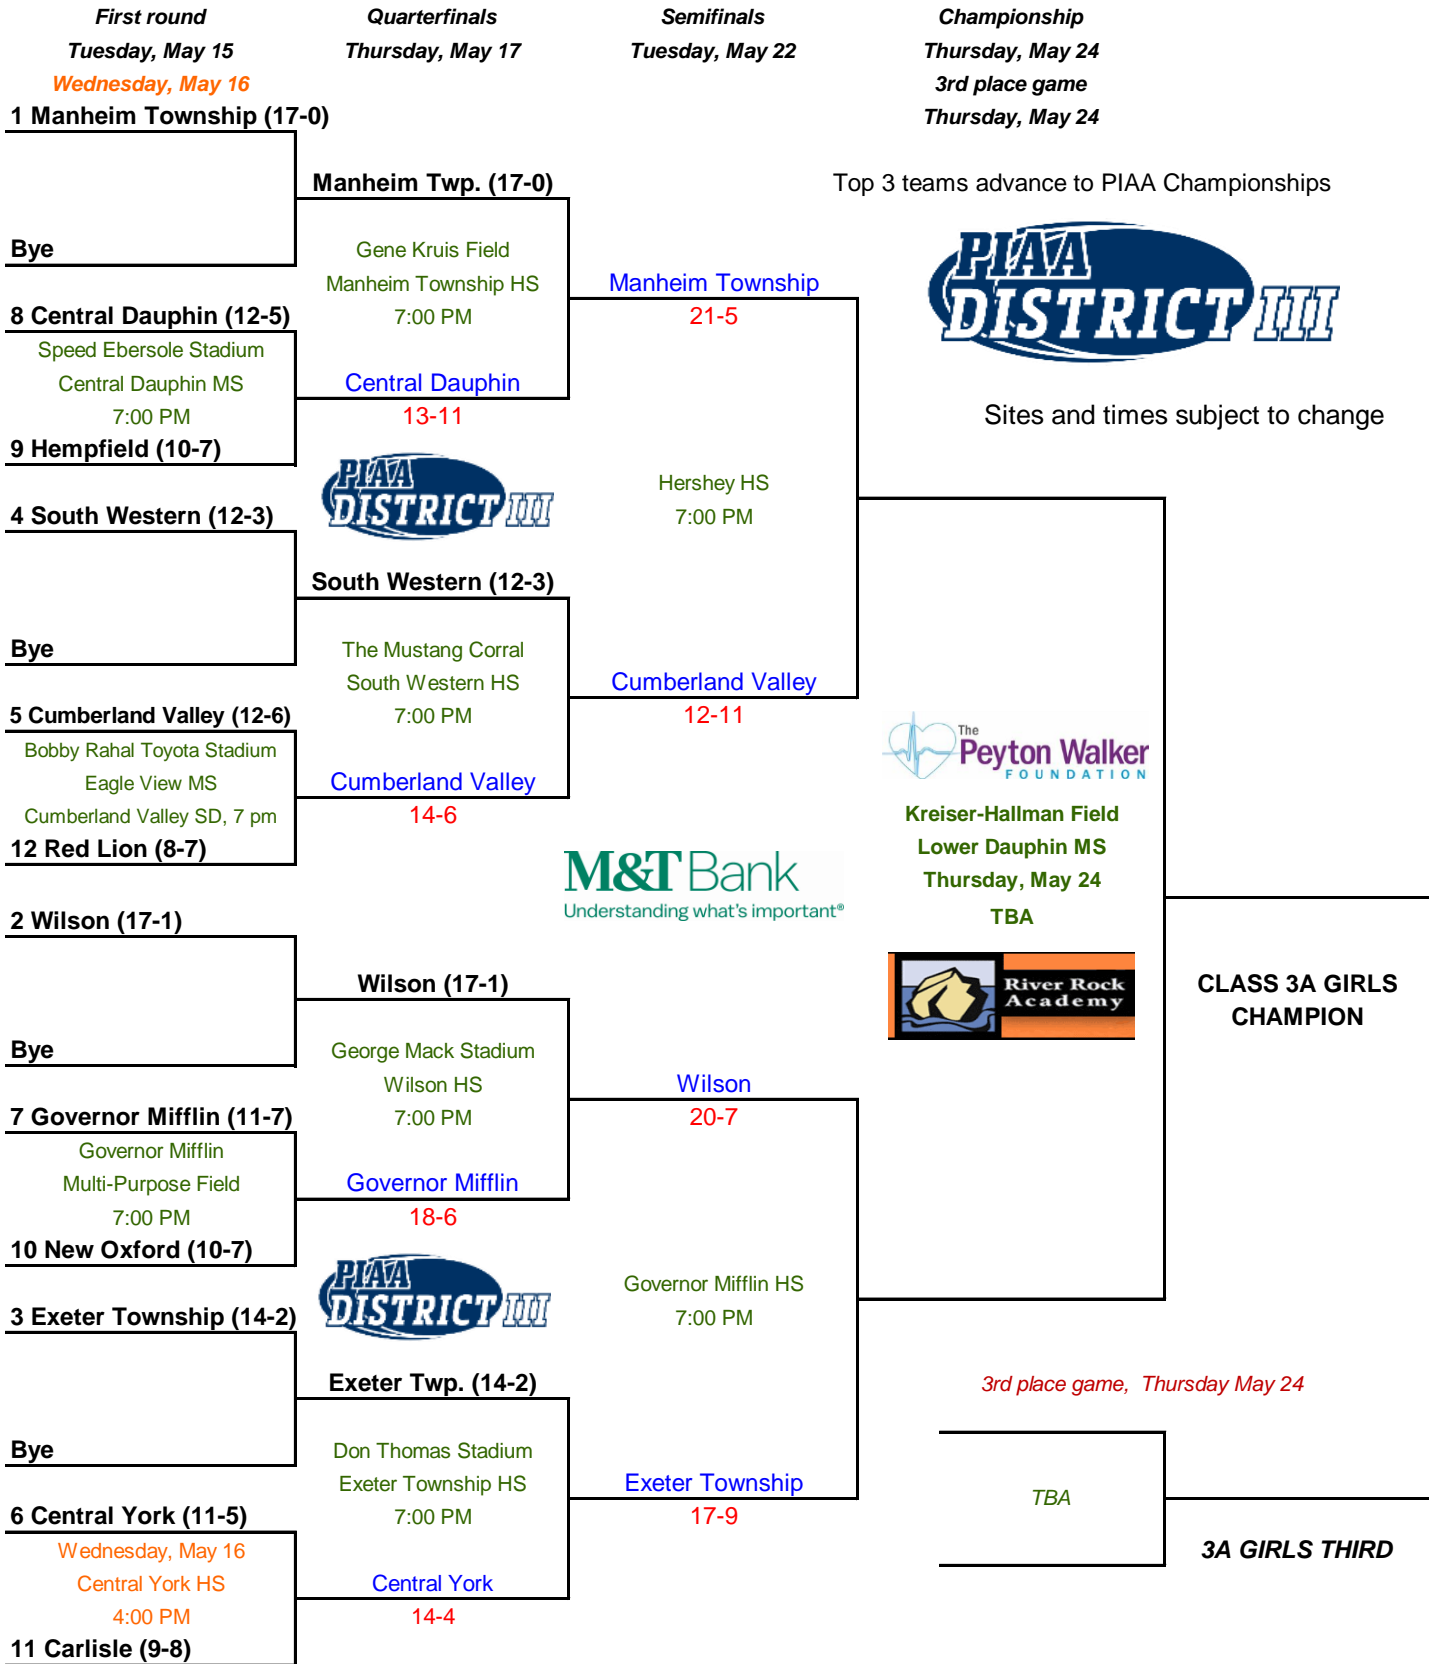 First round
Tuesday, May 15
Wednesday, May 16
1 Manheim Township (17-0)
Bye
8 Central Dauphin (12-5)
Speed Ebersole Stadium
Central Dauphin MS
7:00 PM
9 Hempfield (10-7)
4 South Western (12-3)
Bye
5 Cumberland Valley (12-6)
Bobby Rahal Toyota Stadium
Eagle View MS
Cumberland Valley SD, 7 pm
12 Red Lion (8-7)
2 Wilson (17-1)
Bye
7 Governor Mifflin (11-7)
Governor Mifflin
Multi-Purpose Field
7:00 PM
10 New Oxford (10-7)
3 Exeter Township (14-2)
Bye
6 Central York (11-5)
Wednesday, May 16
Central York HS
4:00 PM
11 Carlisle (9-8)
Quarterfinals
Thursday, May 17
Manheim Twp. (17-0)
Gene Kruis Field
Manheim Township HS
7:00 PM
Central Dauphin
13-11
PIAA
DISTRICT III
South Western (12-3)
The Mustang Corral
South Western HS
7:00 PM
Cumberland Valley
14-6
Wilson (17-1)
George Mack Stadium
Wilson HS
7:00 PM
Governor Mifflin
18-6
PIAA
DISTRICT III
Exeter Twp. (14-2)
Don Thomas Stadium
Exeter Township HS
7:00 PM
Central York
14-4
Semifinals
Tuesday, May 22
Manheim Township
21-5
Hershey HS
7:00 PM
Cumberland Valley
12-11
M&T Bank
Understanding what's important®
Wilson
20-7
Governor Mifflin HS
7:00 PM
Exeter Township
17-9
Championship
Thursday, May 24
3rd place game
Thursday, May 24
Top 3 teams advance to PIAA Championships
PIAA
DISTRICT III
Sites and times subject to change
The
Peyton Walker
FOUNDATION
Kreiser-Hallman Field
Lower Dauphin MS
Thursday, May 24
TBA
River Rock
Academy
CLASS 3A GIRLS
CHAMPION
3rd place game, Thursday May 24
TBA
3A GIRLS THIRD